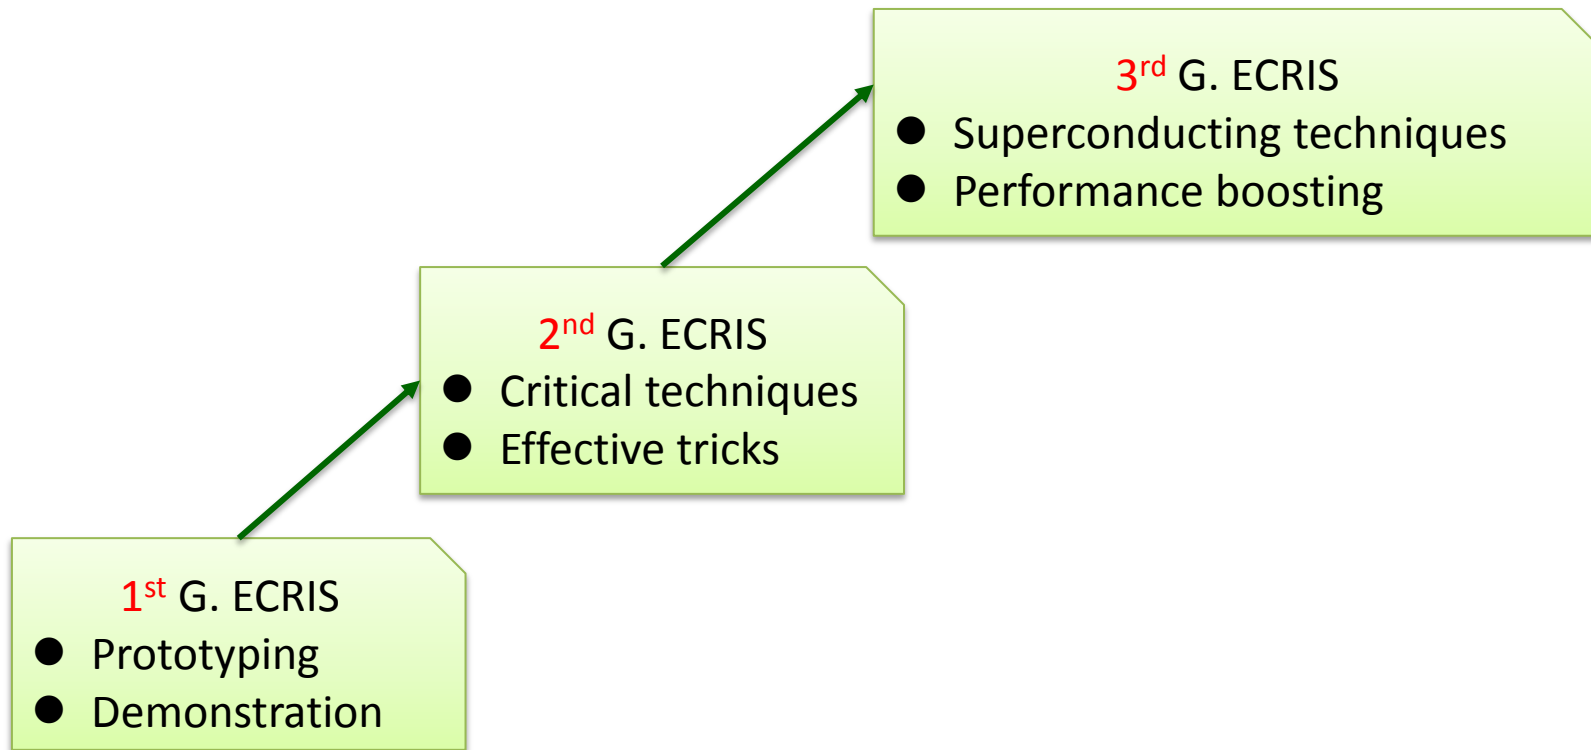 3rd G. ECRIS
● Superconducting techniques
● Performance boosting
2nd G. ECRIS
● Critical techniques
● Effective tricks
1st G. ECRIS
● Prototyping
● Demonstration